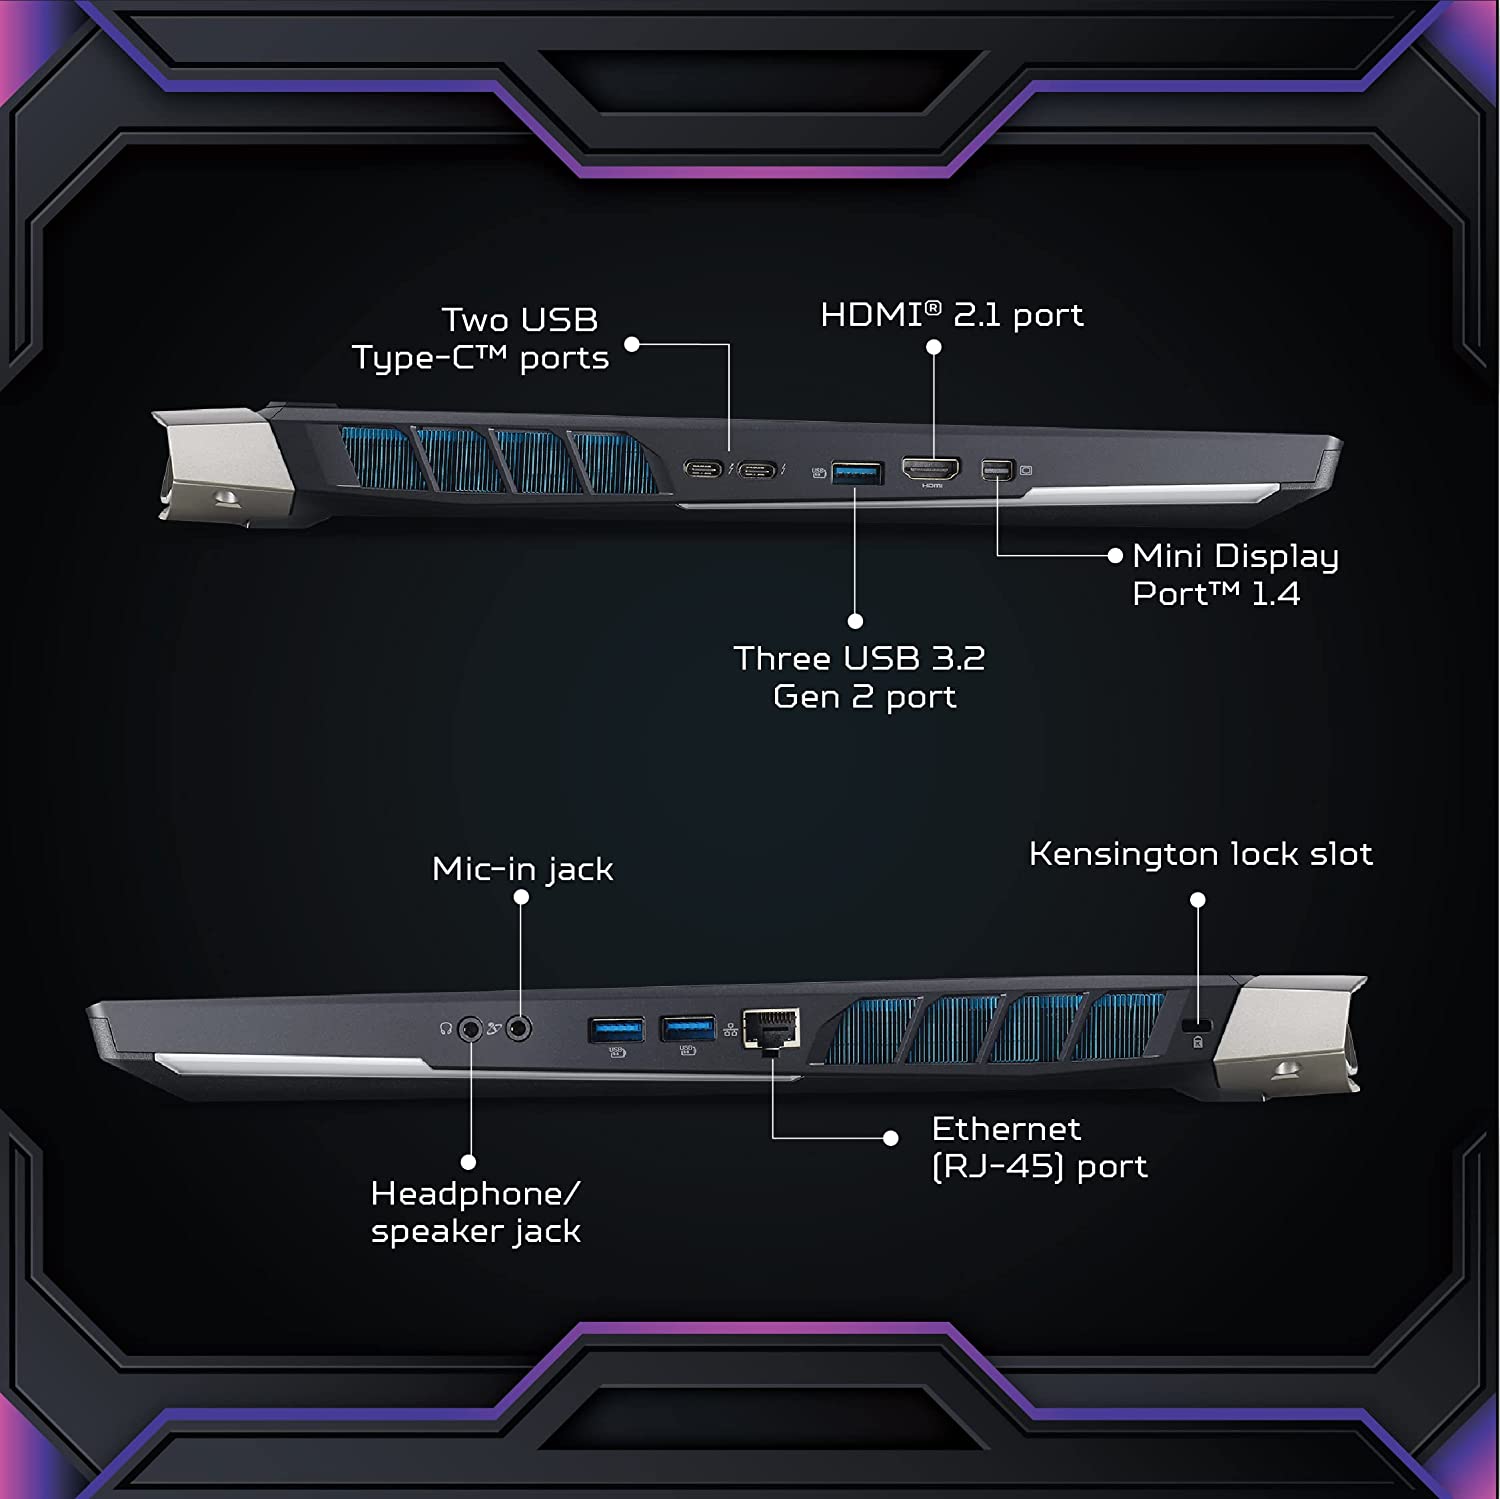 Two USB
Type-C™ ports
HDMI® 2.1 port
HDMI
Mini Display
Port™ 1.4
Three USB 3.2
Gen 2 port
Mic-in jack
Kensington lock slot
Ethernet
(RJ-45) port
Headphone/
speaker jack